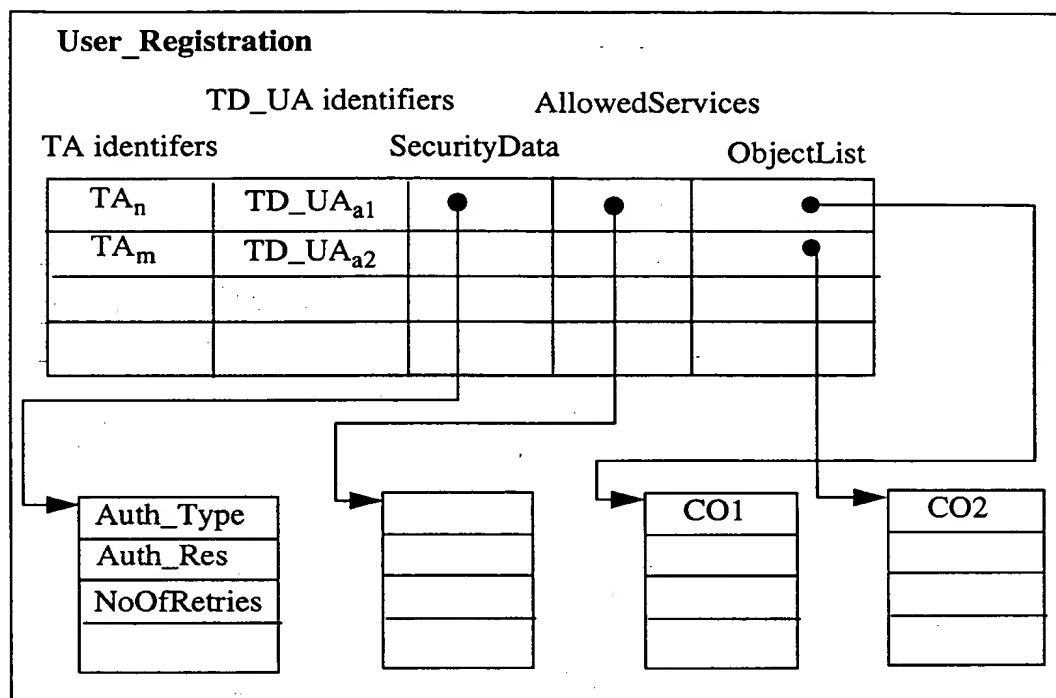 User_Registration
TD_UA identifiers AllowedServices
TA identifers SecurityData ObjectList
TAn TD_UAa1
TAm TD_UAa2
Auth_Type CO1 CO2
Auth_Res
NoOfRetries